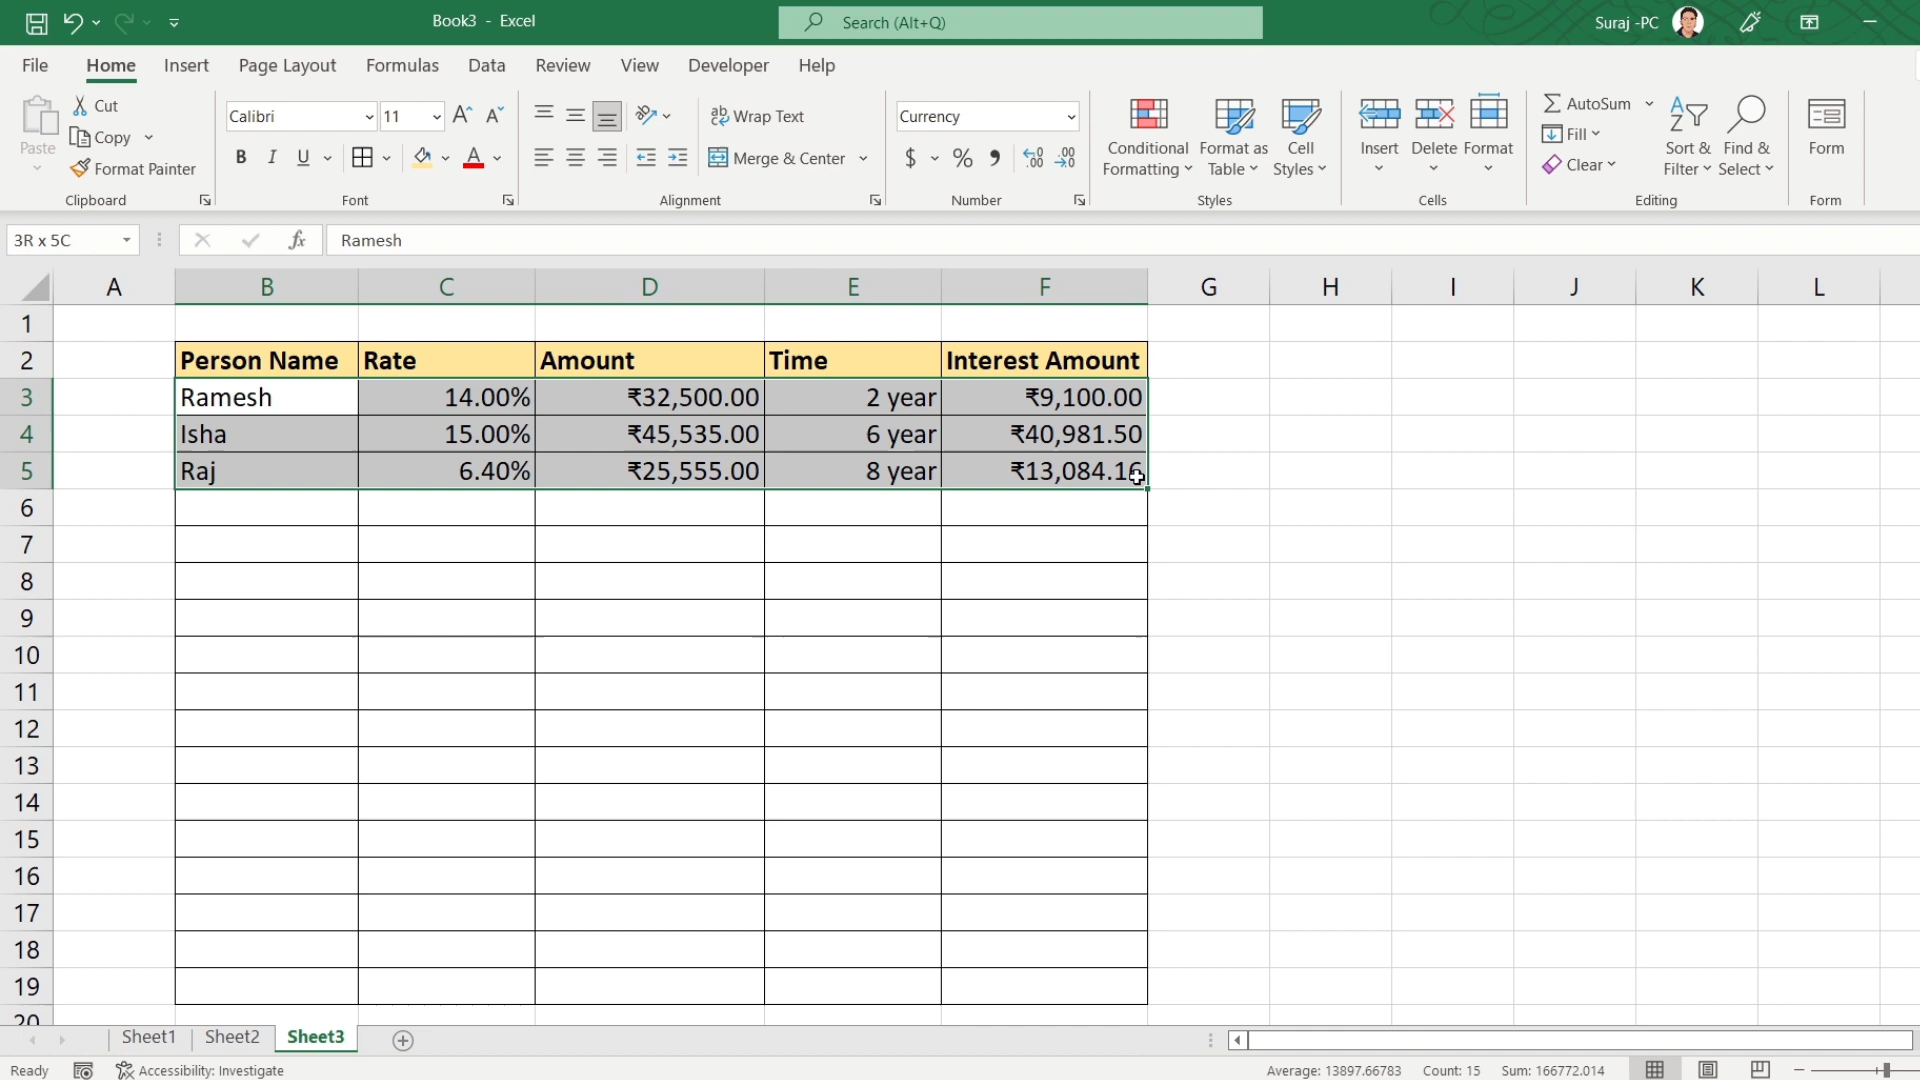 Book3 - Excel
Search (Alt+Q)
Suraj -PC
File Home Insert Page Layout Formulas Data Review View Developer Help
Paste
Cut
Copy
Format Painter
Clipboard
Calibri 11
B I U
Font
Wrap Text
Merge & Center
Alignment
Currency
$ % ,
Number
Conditional Formatting
Format as Table
Cell Styles
Styles
Insert Delete Format
Cells
AutoSum
Fill
Clear
Sort & Filter
Find & Select
Editing
Form
Form
3R x 5C fx Ramesh
A B C D E F G H I J K L
1
2 Person Name Rate Amount Time Interest Amount
3 Ramesh 14.00% ₹32,500.00 2 year ₹9,100.00
4 Isha 15.00% ₹45,535.00 6 year ₹40,981.50
5 Raj 6.40% ₹25,555.00 8 year ₹13,084.16
6
7
8
9
10
11
12
13
14
15
16
17
18
19
20
Sheet1 Sheet2 Sheet3
Ready Accessibility: Investigate Average: 13897.66783 Count: 15 Sum: 166772.014